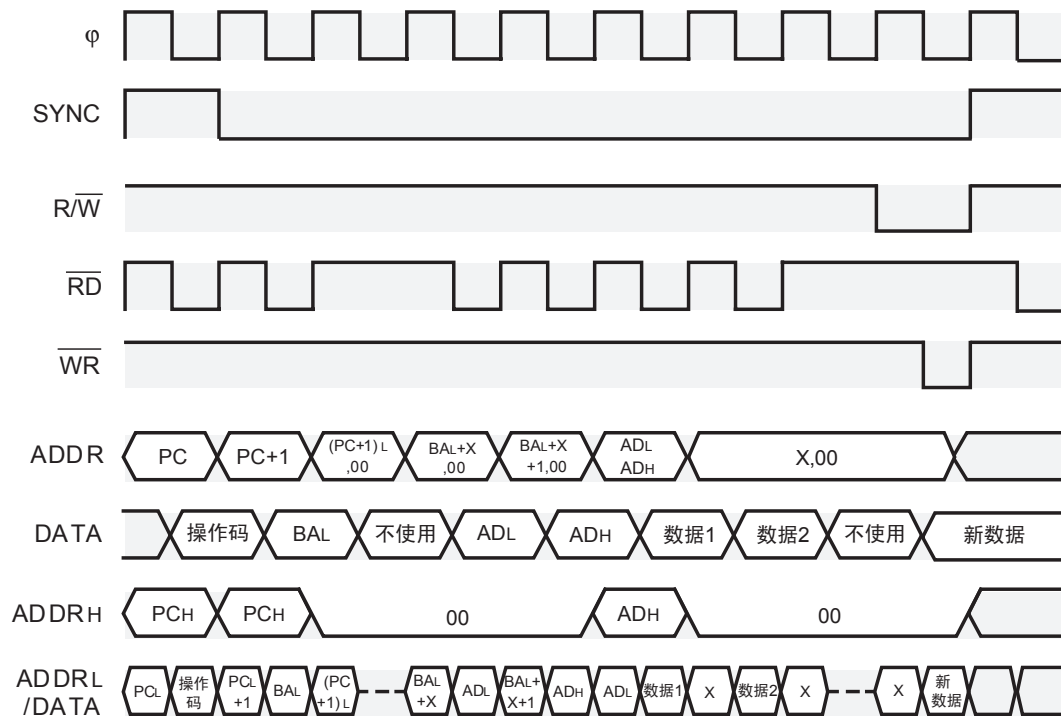 φ
SYNC
R/W
RD
WR
ADDR
PC
PC+1
(PC+1)L
,00
BAL+X
,00
BAL+X
+1,00
ADL
ADH
X,00
DATA
操作码
BAL
不使用
ADL
ADH
数据1
数据2
不使用
新数据
ADDRH
PCH
PCH
00
ADH
00
ADDRL
/DATA
PCL
操作
码
PCL
+1
BAL
(PC
+1)L
BAL
+X
ADL
BAL+
X+1
ADH
ADL
数据1
X
数据2
X
X
新
数据